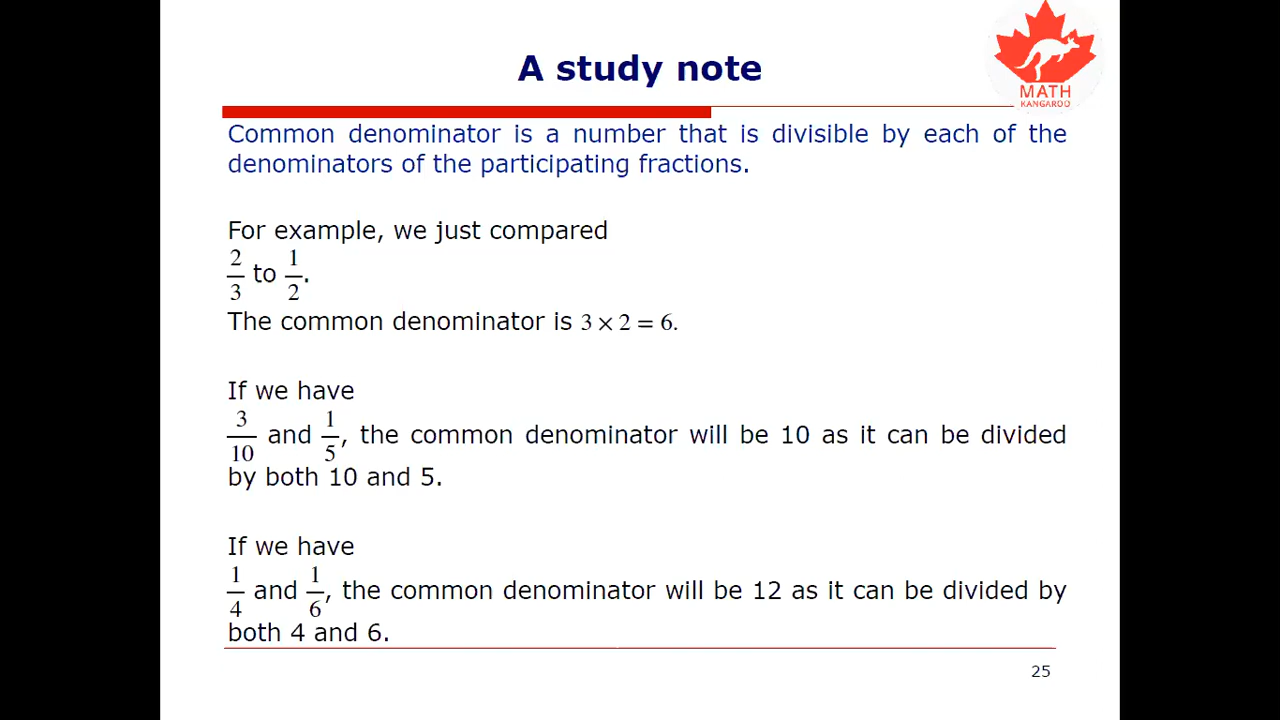 A study note
MATH
KANGAROO
Common denominator is a number that is divisible by each of the
denominators of the participating fractions.
For example, we just compared
2/3 to 1/2.
The common denominator is 3 × 2 = 6.
If we have
3/10 and 1/5, the common denominator will be 10 as it can be divided
by both 10 and 5.
If we have
1/4 and 1/6, the common denominator will be 12 as it can be divided by
both 4 and 6.
25